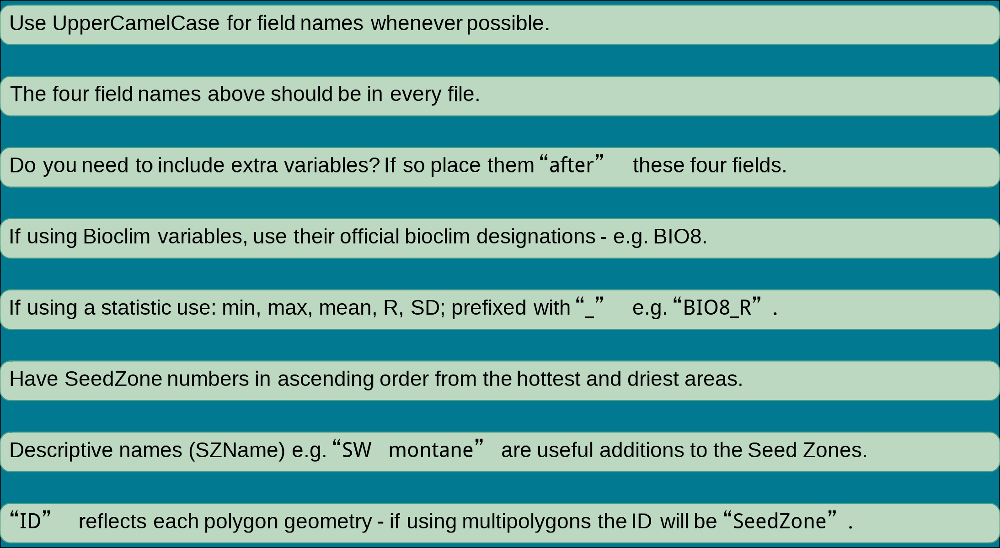 Use UpperCamelCase for field names whenever possible.
The four field names above should be in every file.
Do you need to include extra variables? If so place them “after” these four fields.
If using Bioclim variables, use their official bioclim designations - e.g. BIO8.
If using a statistic use: min, max, mean, R, SD; prefixed with “_” e.g. “BIO8_R” .
Have SeedZone numbers in ascending order from the hottest and driest areas.
Descriptive names (SZName) e.g. “SW montane” are useful additions to the Seed Zones.
“ID” reflects each polygon geometry - if using multipolygons the ID will be “SeedZone” .